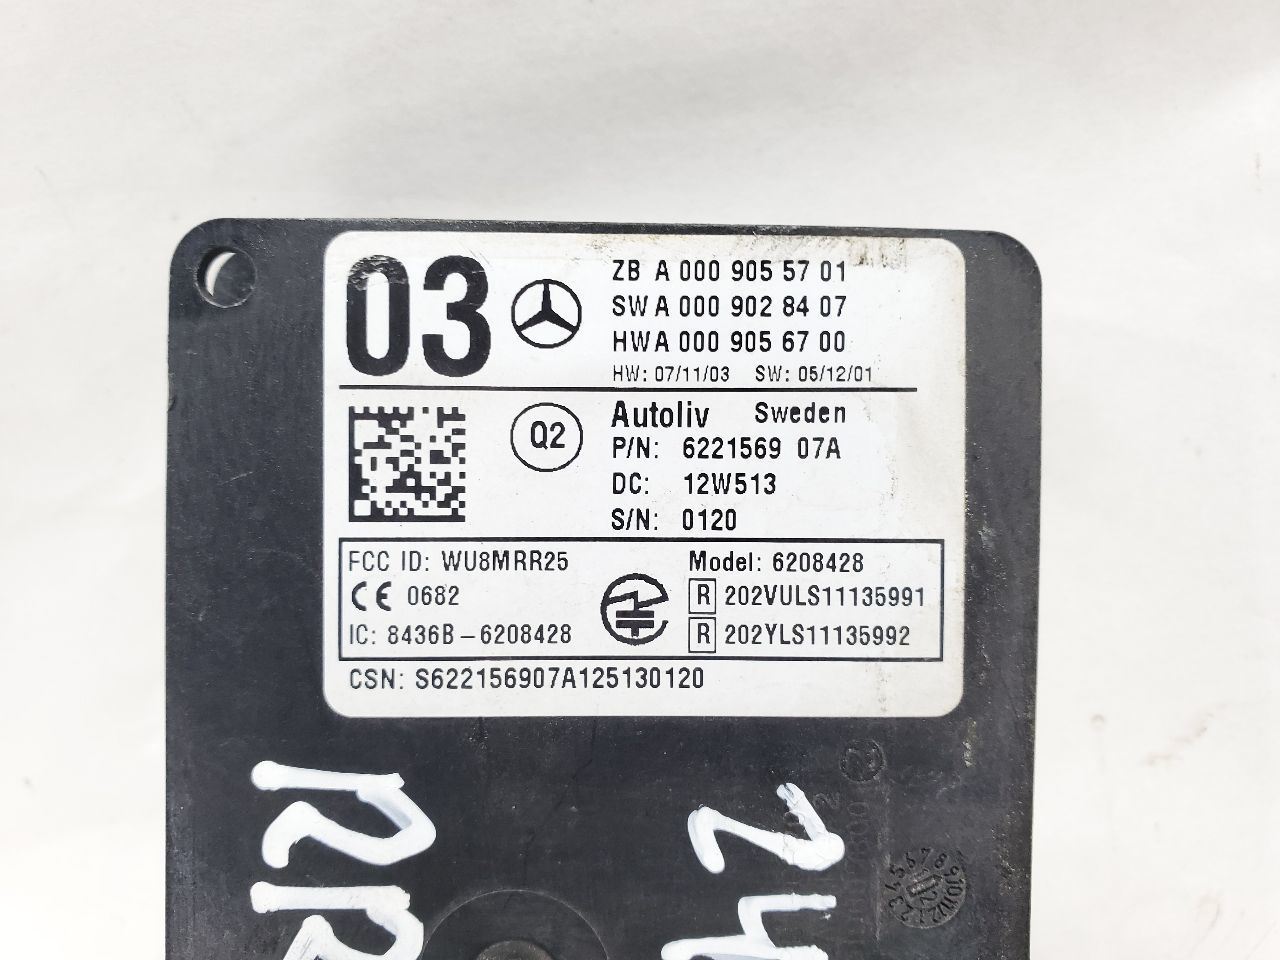 03
ZB A 000 905 57 01
SW A 000 902 84 07
HW A 000 905 67 00
HW: 07/11/03 SW: 05/12/01
Q2
Autoliv Sweden
P/N: 6221569 07A
DC: 12W513
S/N: 0120
FCC ID: WU8MRR25
Model: 6208428
CE 0682
R 202VULS11135991
IC: 8436B-6208428
R 202YLS11135992
CSN: S622156907A125130120
RR
24